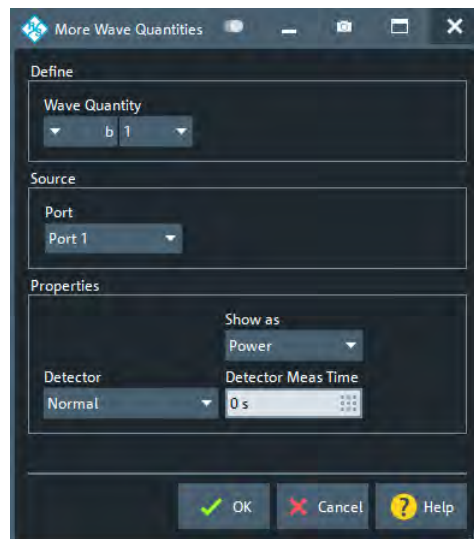 More Wave Quantities
Define
Wave Quantity
b 1
Source
Port
Port 1
Properties
Show as
Power
Detector Detector Meas Time
Normal 0 s
OK Cancel ? Help